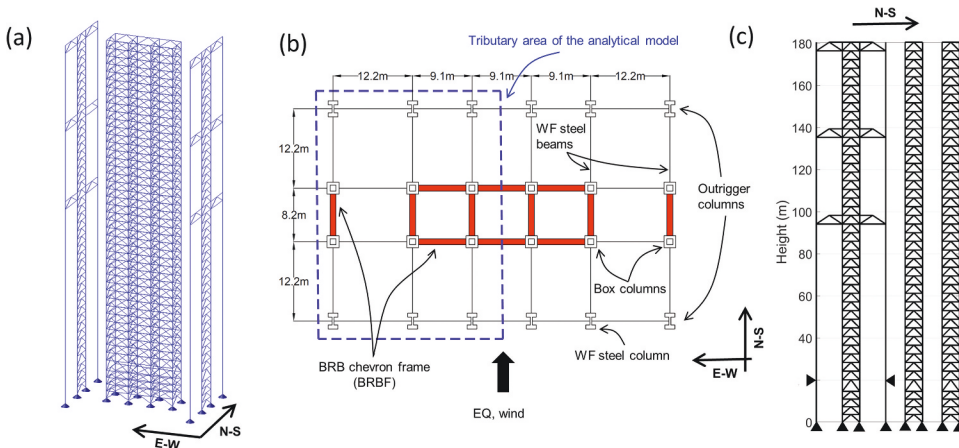 (a)
E-W
N-S
(b)
Tributary area of the analytical model
12.2m
9.1m
9.1m
9.1m
12.2m
12.2m
8.2m
12.2m
WF steel
beams
Outrigger
columns
Box columns
BRB chevron frame
(BRBF)
WF steel column
EQ, wind
N-S
E-W
(c)
N-S
Height (m)
180
160
140
120
100
80
60
40
20
0